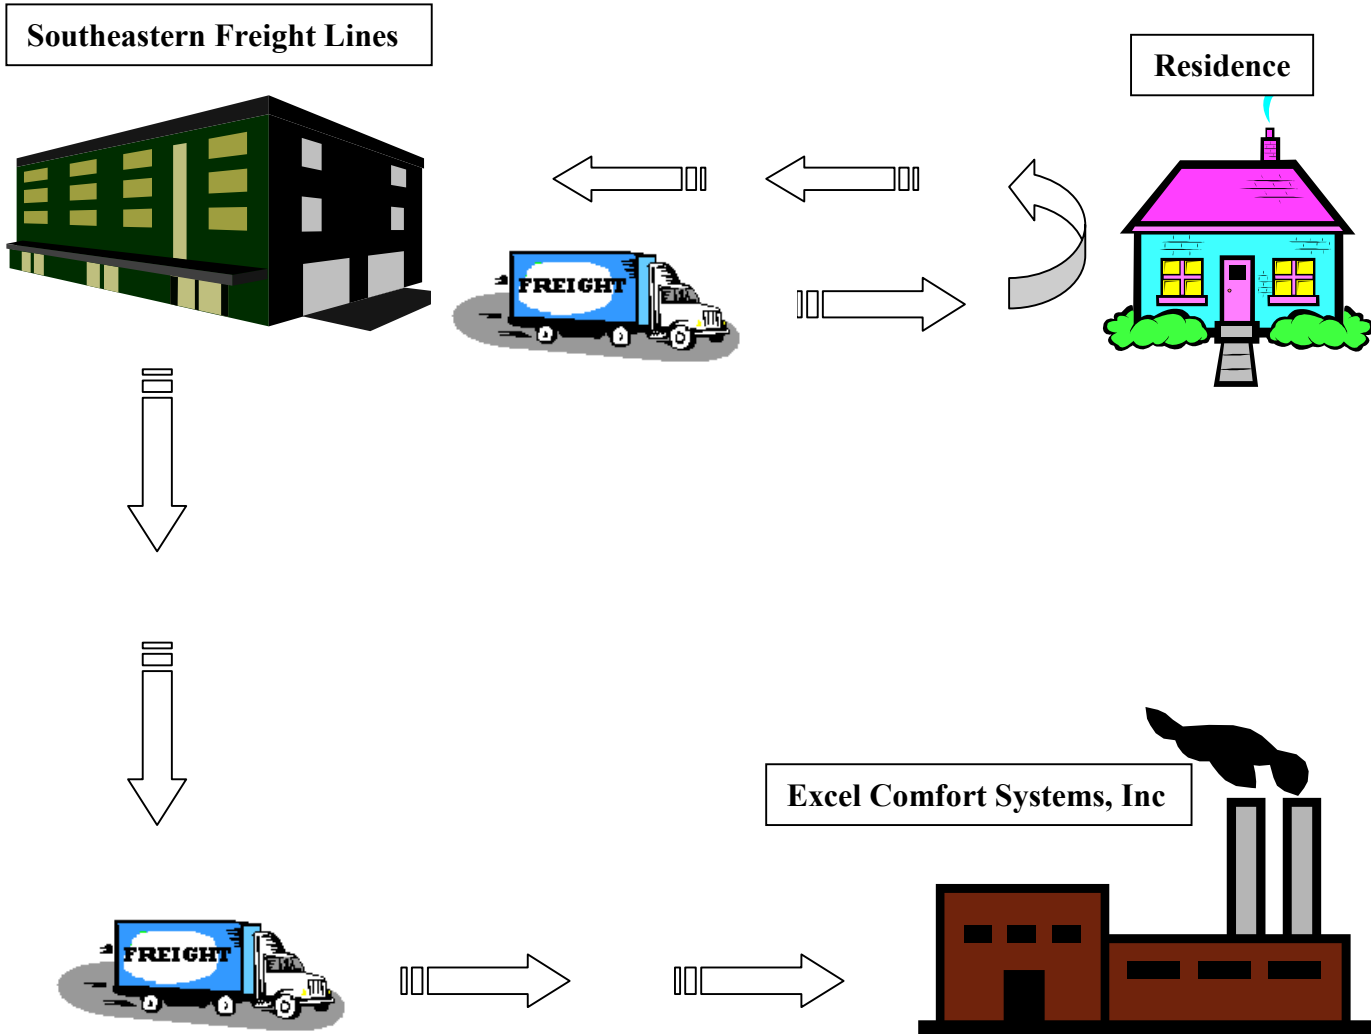 Southeastern Freight Lines
Residence
FREIGHT
Excel Comfort Systems, Inc
FREIGHT